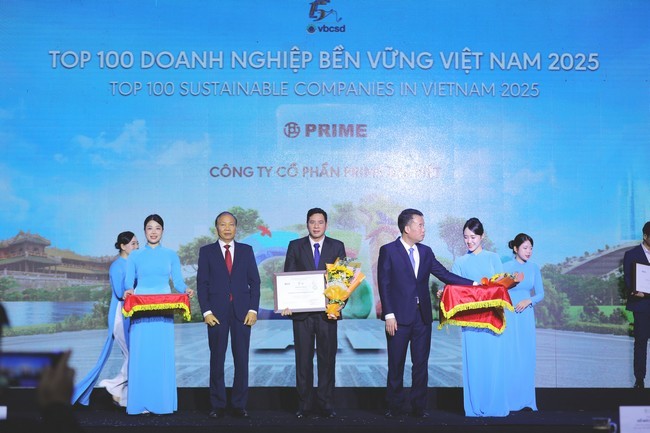 vbcsd
TOP 100 DOANH NGHIỆP BỀN VỮNG VIỆT NAM 2025
TOP 100 SUSTAINABLE COMPANIES IN VIETNAM 2025
PRIME
CÔNG TY CỔ PHẦN PRIME